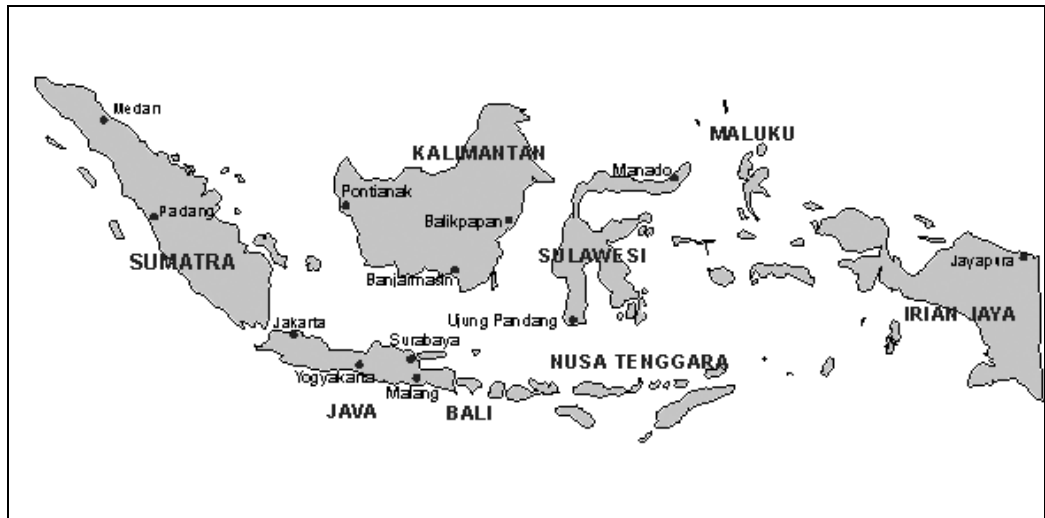 Medan
MALUKU
KALIMANTAN
Manado
Pontianak
Padang
Balikpapan
SUMATRA
SULAWESI
Jayapura
Banjarmasin
IRIAN JAYA
Jakarta
Ujung Pandang
Surabaya
NUSA TENGGARA
Yogyakarta
Malang
JAVA
BALI